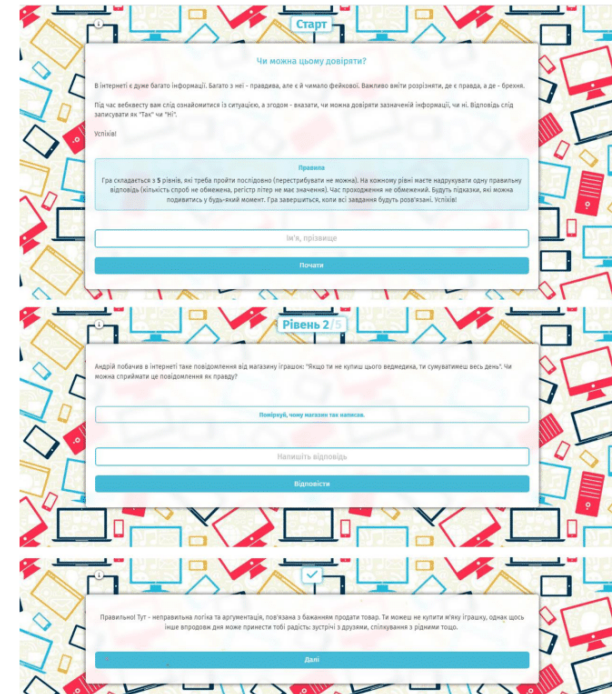 Старт
Чи можна цьому довіряти?
В інтернеті є дуже багато інформації. Багато з неї - правдива, але є й чимало фейкової. Важливо вміти розрізняти, де є правда, а де - брехня.
Під час вебквесту вам слід ознайомитися із ситуацією, а згодом - вказати, чи можна довіряти зазначеній інформації, чи ні. Відповідь слід
записувати як "Так" чи "Ні".
Успіхів!
Правила
Гра складається з 5 рівнів, які треба пройти послідовно (перестрибувати не можна). На кожному рівні маєте надрукувати одну правильну
відповідь (кількість спроб не обмежена, регістр літер не має значення). Час проходження не обмежений. Будуть підказки, які можна
подивитись у будь-який момент. Гра завершиться, коли всі завдання будуть розв'язані. Успіхів!
Ім'я, прізвище
Почати
Рівень 2/5
Андрій побачив в інтернеті таке повідомлення від магазину іграшок: "Якщо ти не купиш цього ведмедика, ти сумуватимеш весь день". Чи
можна сприймати це повідомлення як правду?
Поміркуй, чому магазин так написав.
Напишіть відповідь
Відповісти
Правильно! Тут - неправильна логіка та аргументація, пов'язана з бажанням продати товар. Ти можеш не купити м'яку іграшку, однак щось
інше впродовж дня може принести тобі радість: зустрічі з друзями, спілкування з рідними тощо.
Далі